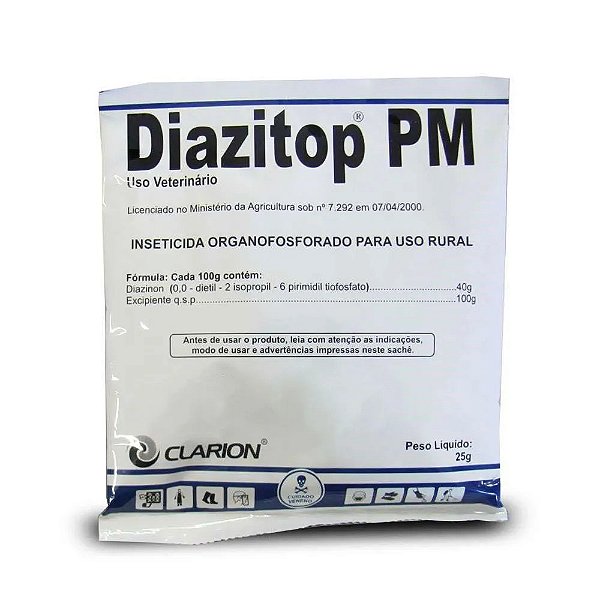 Diazitop® PM
Uso Veterinário
Licenciado no Ministério da Agricultura sob nº 7.292 em 07/04/2000.
INSETICIDA ORGANOFOSFORADO PARA USO RURAL
Fórmula: Cada 100g contém:
Diazinon (0,0 - dietil - 2 isopropil - 6 pirimidil tiofosfato)....................40g
Excipiente q.s.p..................................................................100g
Antes de usar o produto, leia com atenção as indicações,
modo de usar e advertências impressas neste sachê.
CLARION®
Peso Líquido:
25g
CUIDADO
VENENO